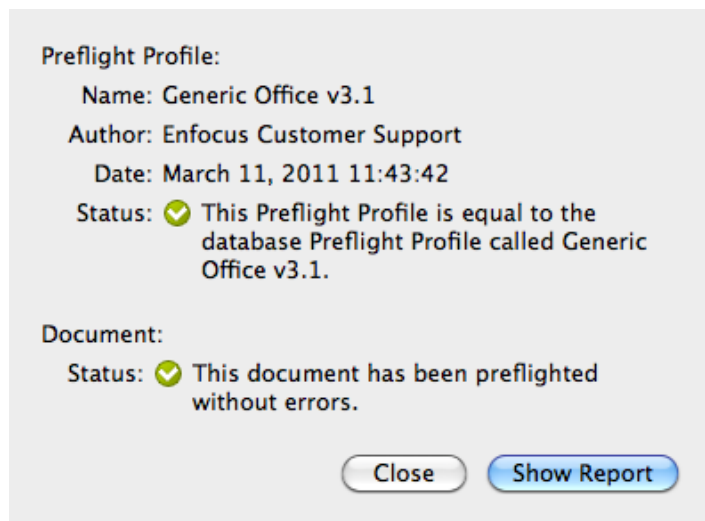 Preflight Profile:
Name: Generic Office v3.1
Author: Enfocus Customer Support
Date: March 11, 2011 11:43:42
Status: This Preflight Profile is equal to the
database Preflight Profile called Generic
Office v3.1.
Document:
Status: This document has been preflighted
without errors.
Close Show Report